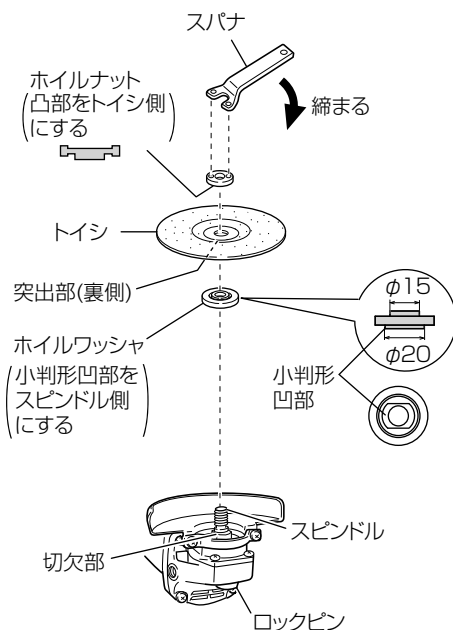 スパナ
ホイルナット
(凸部をトイシ側
にする)
締まる
トイシ
突出部(裏側)
ホイルワッシャ
(小判形凹部を
スピンドル側
にする)
φ15
φ20
小判形
凹部
スピンドル
切欠部
ロックピン